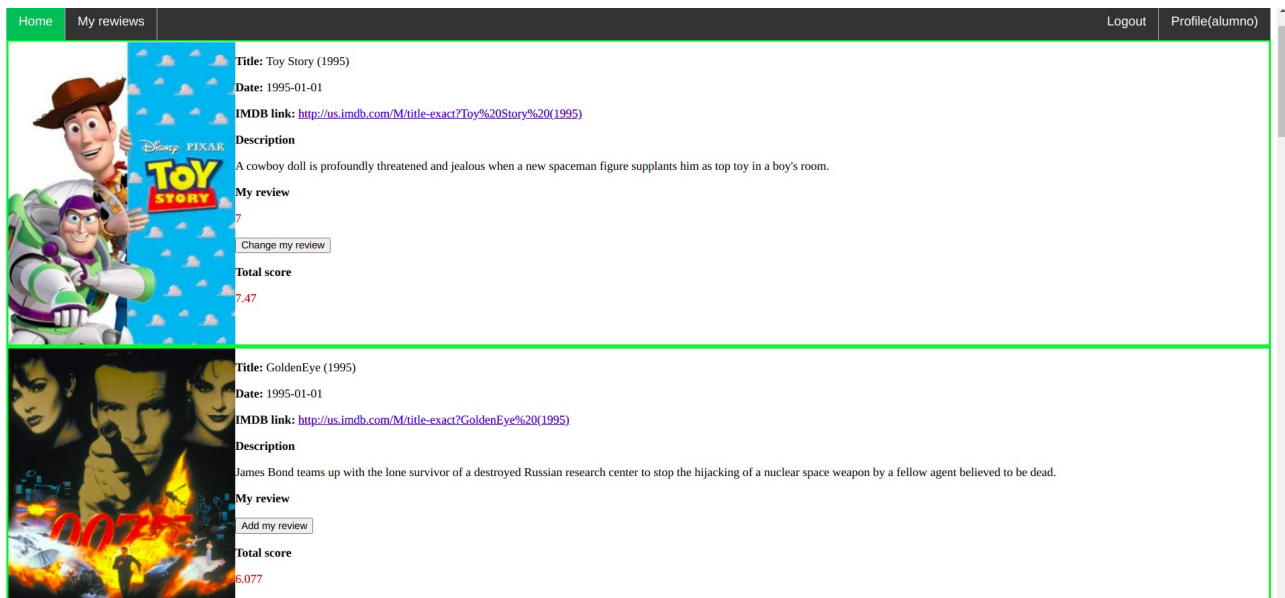 Home My rewiews Logout Profile(alumno)
DISNEY · PIXAR
TOY
STORY
Title: Toy Story (1995)
Date: 1995-01-01
IMDB link: http://us.imdb.com/M/title-exact?Toy%20Story%20(1995)
Description
A cowboy doll is profoundly threatened and jealous when a new spaceman figure supplants him as top toy in a boy's room.
My review
7
Change my review
Total score
7.47
007
Title: GoldenEye (1995)
Date: 1995-01-01
IMDB link: http://us.imdb.com/M/title-exact?GoldenEye%20(1995)
Description
James Bond teams up with the lone survivor of a destroyed Russian research center to stop the hijacking of a nuclear space weapon by a fellow agent believed to be dead.
My review
Add my review
Total score
6.077